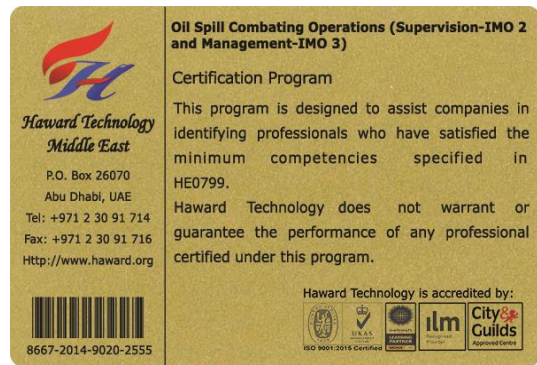 Haward Technology
Middle East
P.O. Box 26070
Abu Dhabi, UAE
Tel: +971 2 30 91 714
Fax: +971 2 30 91 716
Http://www.haward.org
8667-2014-9020-2555
Oil Spill Combating Operations (Supervision-IMO 2
and Management-IMO 3)
Certification Program
This program is designed to assist companies in
identifying professionals who have satisfied the
minimum competencies specified in
HE0799.
Haward Technology does not warrant or
guarantee the performance of any professional
certified under this program.
Haward Technology is accredited by:
ISO 9001:2015 Certified
UKAS
LEARNING
PARTNER
ilm
City&
Guilds
Approved Centre